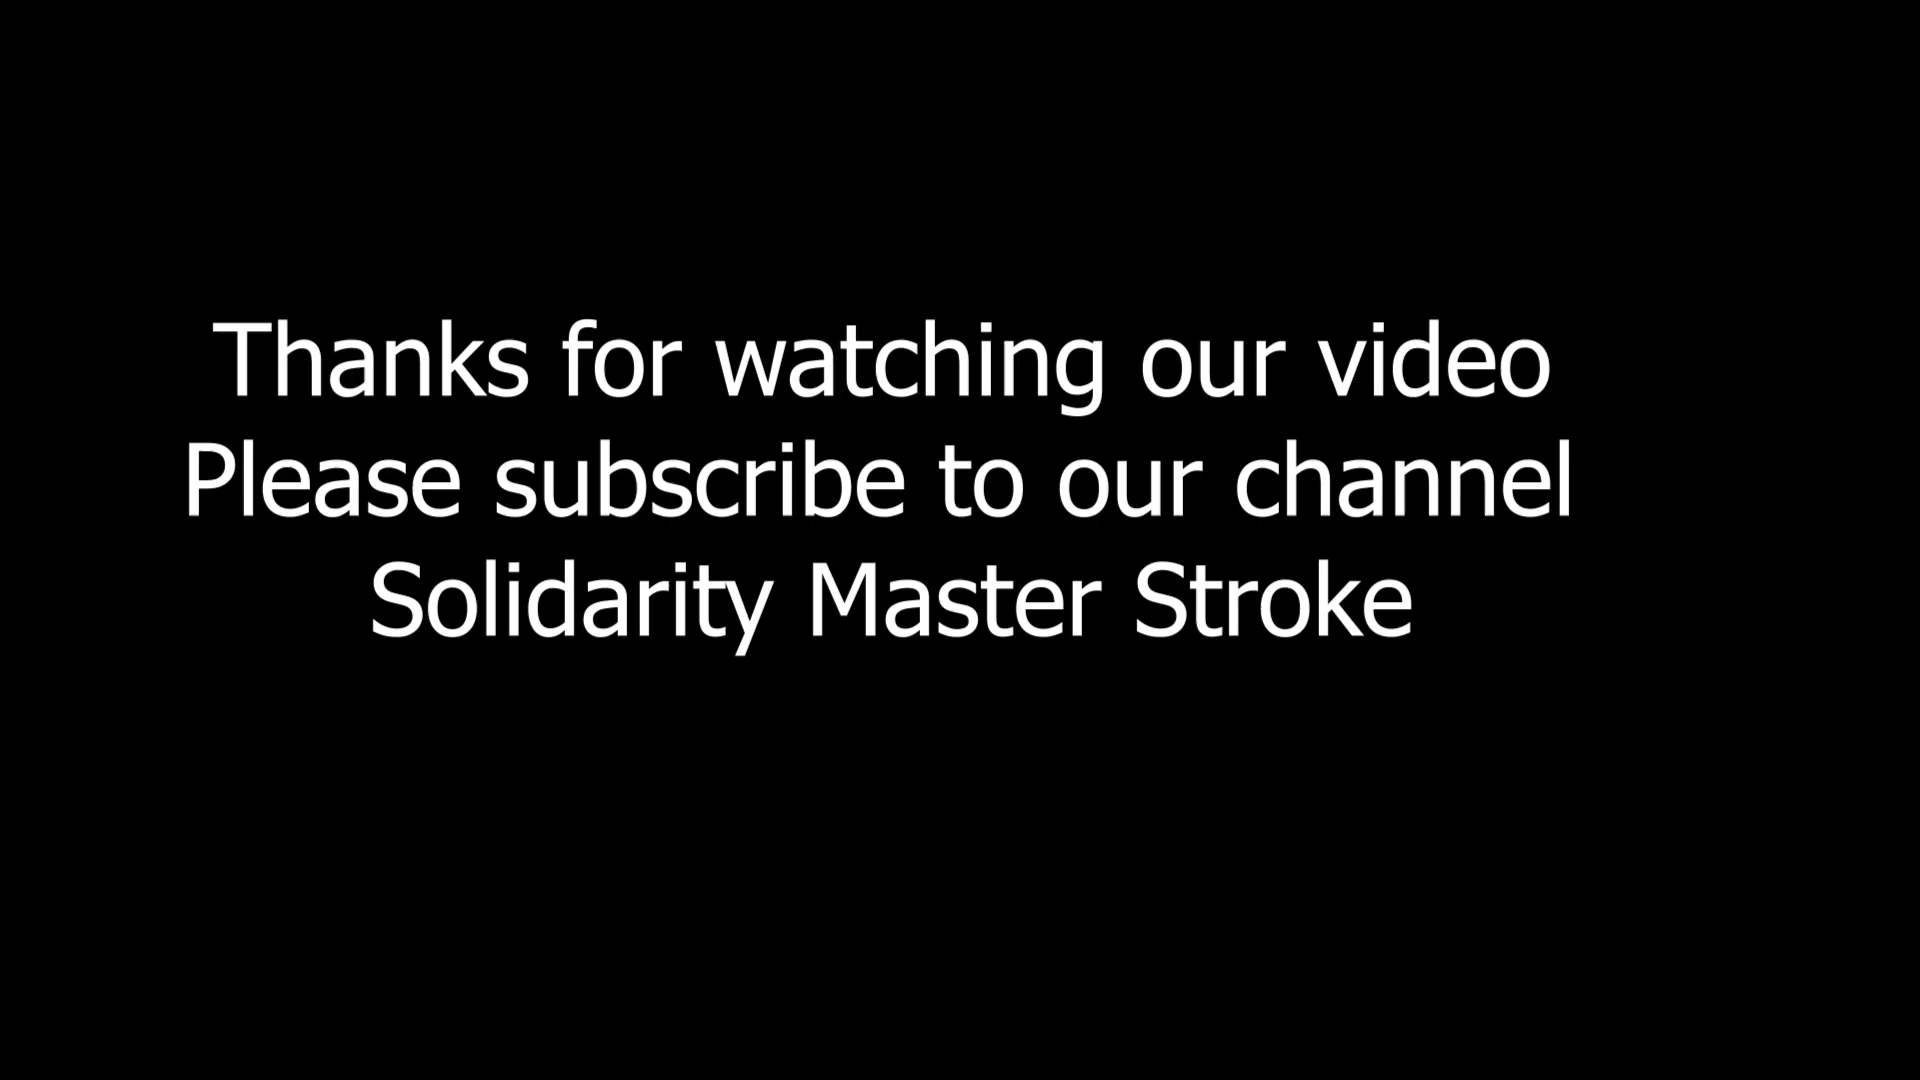 Thanks for watching our video
Please subscribe to our channel
Solidarity Master Stroke